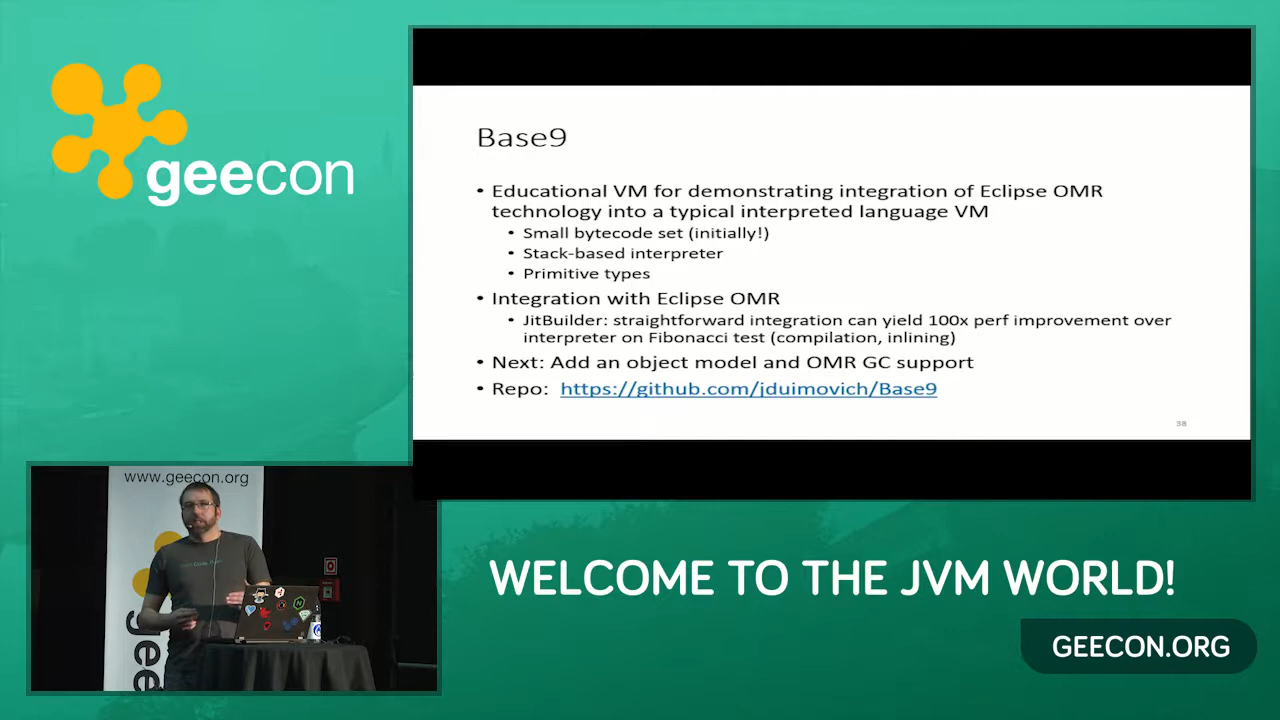 geecon
Base9
• Educational VM for demonstrating integration of Eclipse OMR
technology into a typical interpreted language VM
• Small bytecode set (initially!)
• Stack-based interpreter
• Primitive types
• Integration with Eclipse OMR
• JitBuilder: straightforward integration can yield 100x perf improvement over
interpreter on Fibonacci test (compilation, inlining)
• Next: Add an object model and OMR GC support
• Repo: https://github.com/jduimovich/Base9
38
www.geecon.org
gee
WELCOME TO THE JVM WORLD!
GEECON.ORG